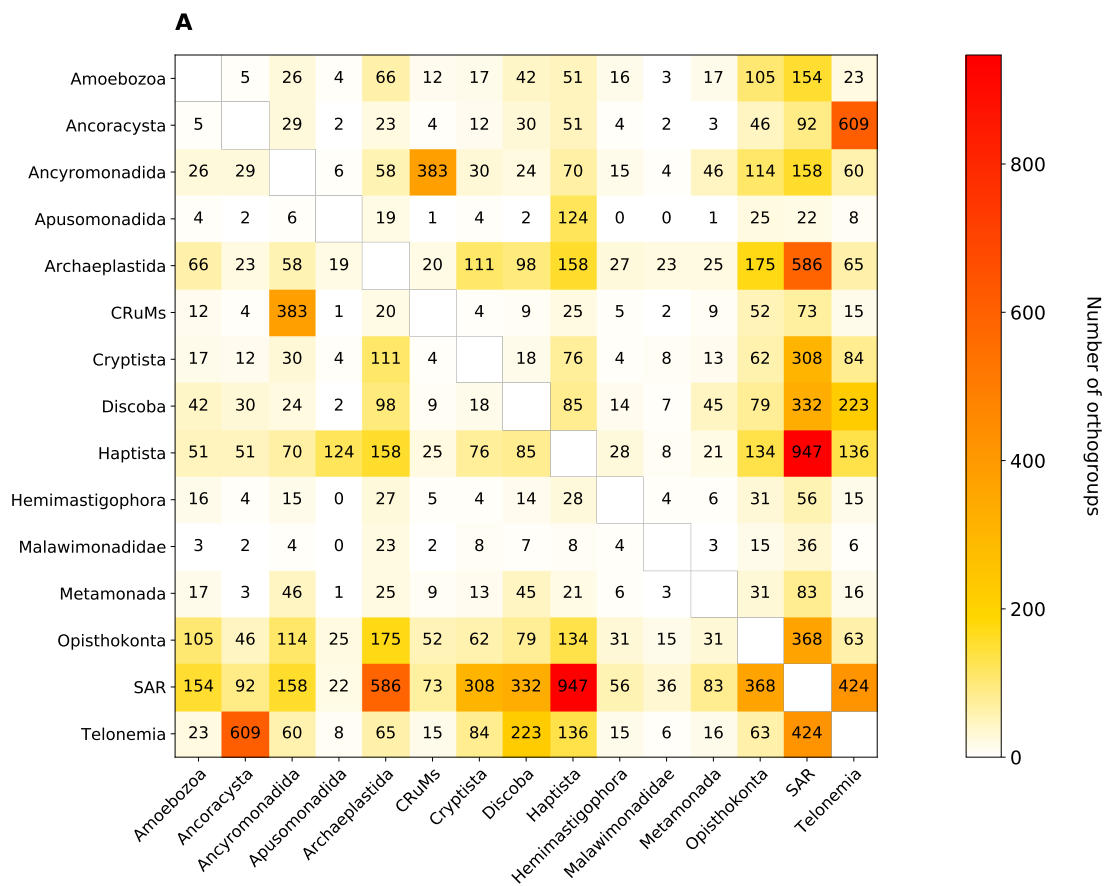 A
Amoebozoa 5 26 4 66 12 17 42 51 16 3 17 105 154 23
Ancoracysta 5 29 2 23 4 12 30 51 4 2 3 46 92 609
Ancyromonadida 26 29 6 58 383 30 24 70 15 4 46 114 158 60
Apusomonadida 4 2 6 19 1 4 2 124 0 0 1 25 22 8
Archaeplastida 66 23 58 19 20 111 98 158 27 23 25 175 586 65
CRuMs 12 4 383 1 20 4 9 25 5 2 9 52 73 15
Cryptista 17 12 30 4 111 4 18 76 4 8 13 62 308 84
Discoba 42 30 24 2 98 9 18 85 14 7 45 79 332 223
Haptista 51 51 70 124 158 25 76 85 28 8 21 134 947 136
Hemimastigophora 16 4 15 0 27 5 4 14 28 4 6 31 56 15
Malawimonadidae 3 2 4 0 23 2 8 7 8 4 3 15 36 6
Metamonada 17 3 46 1 25 9 13 45 21 6 3 31 83 16
Opisthokonta 105 46 114 25 175 52 62 79 134 31 15 31 368 63
SAR 154 92 158 22 586 73 308 332 947 56 36 83 368 424
Telonemia 23 609 60 8 65 15 84 223 136 15 6 16 63 424
Amoebozoa
Ancoracysta
Ancyromonadida
Apusomonadida
Archaeplastida
CRuMs
Cryptista
Discoba
Haptista
Hemimastigophora
Malawimonadidae
Metamonada
Opisthokonta
SAR
Telonemia
800
600
400
200
0
Number of orthogroups